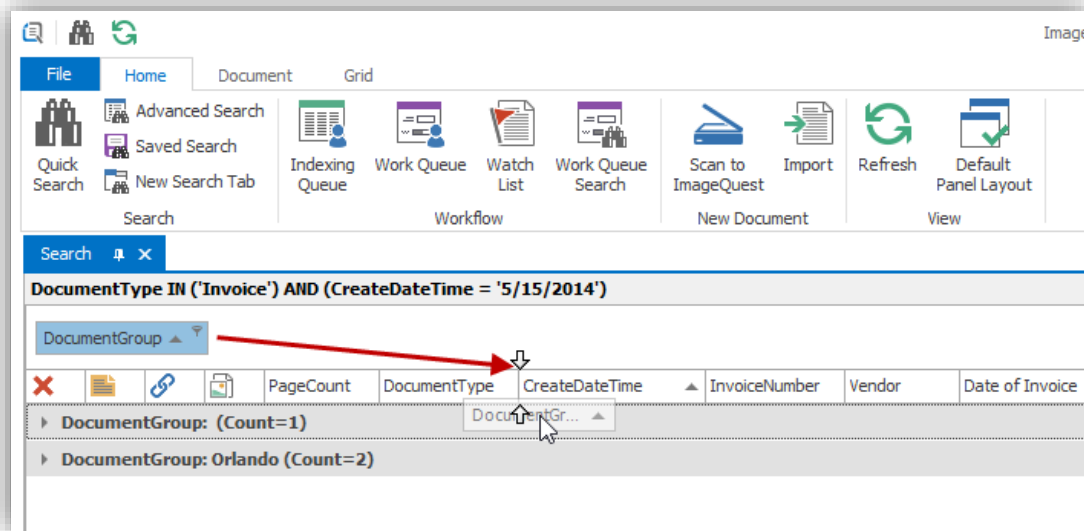 Image
File Home Document Grid
Quick Search
Advanced Search
Saved Search
New Search Tab
Indexing Queue
Work Queue
Watch List
Work Queue Search
Scan to ImageQuest
Import
Refresh
Default Panel Layout
Search Workflow New Document View
Search
DocumentType IN ('Invoice') AND (CreateDateTime = '5/15/2014')
DocumentGroup
PageCount DocumentType CreateDateTime InvoiceNumber Vendor Date of Invoice
DocumentGr...
DocumentGroup: (Count=1)
DocumentGroup: Orlando (Count=2)